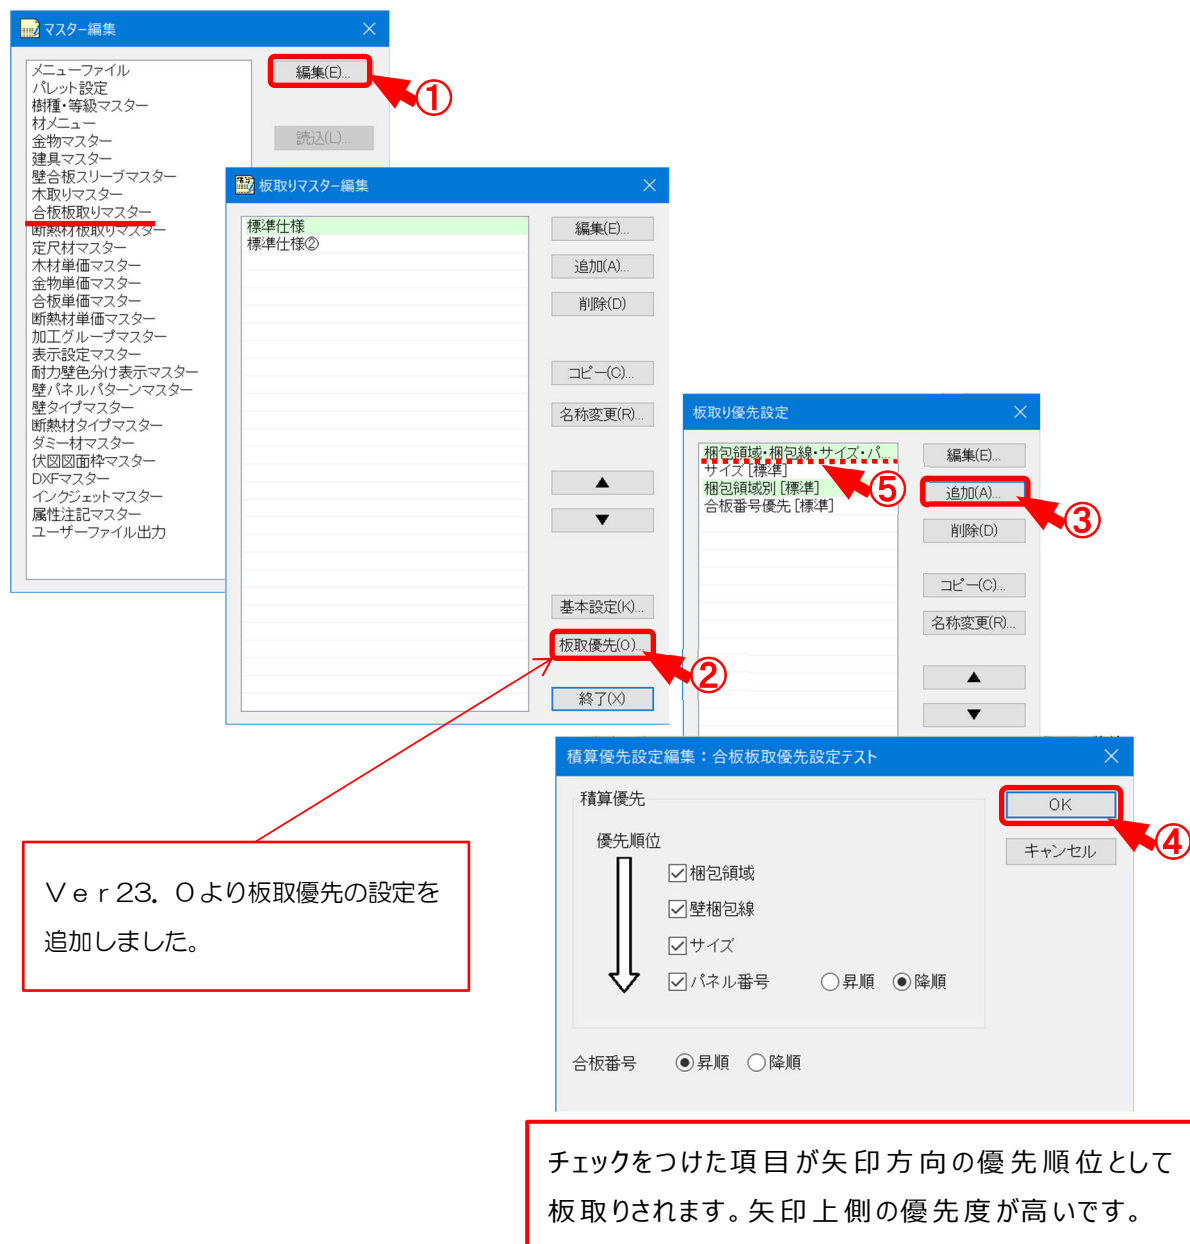 マスター編集
メニューファイル
パレット設定
樹種・等級マスター
材メニュー
金物マスター
建具マスター
壁合板スリーブマスター
木取りマスター
合板板取りマスター
断熱材板取りマスター
定尺材マスター
木材単価マスター
金物単価マスター
合板単価マスター
断熱材単価マスター
加工グループマスター
表示設定マスター
耐力壁色分け表示マスター
壁パネルパターンマスター
壁タイプマスター
断熱材タイプマスター
ダミー材マスター
伏図図面枠マスター
DXFマスター
インクジェットマスター
属性注記マスター
ユーザーファイル出力
編集(E)...
①
読込(L)...
板取りマスター編集
標準仕様
標準仕様②
編集(E)...
追加(A)...
削除(D)
コピー(C)...
名称変更(R)...
▲
▼
基本設定(K)...
板取優先(O)...
②
終了(X)
板取り優先設定
梱包領域・梱包線・サイズ・パ...
サイズ [標準]
梱包領域別 [標準]
合板番号優先 [標準]
⑤
編集(E)...
追加(A)...
③
削除(D)
コピー(C)...
名称変更(R)...
▲
▼
積算優先設定編集：合板板取優先設定テスト
積算優先
優先順位
梱包領域
壁梱包線
サイズ
パネル番号 昇順 降順
合板番号 昇順 降順
OK
④
キャンセル
Ver23．0より板取優先の設定を
追加しました。
チェックをつけた項目が矢印方向の優先順位として
板取りされます。矢印上側の優先度が高いです。